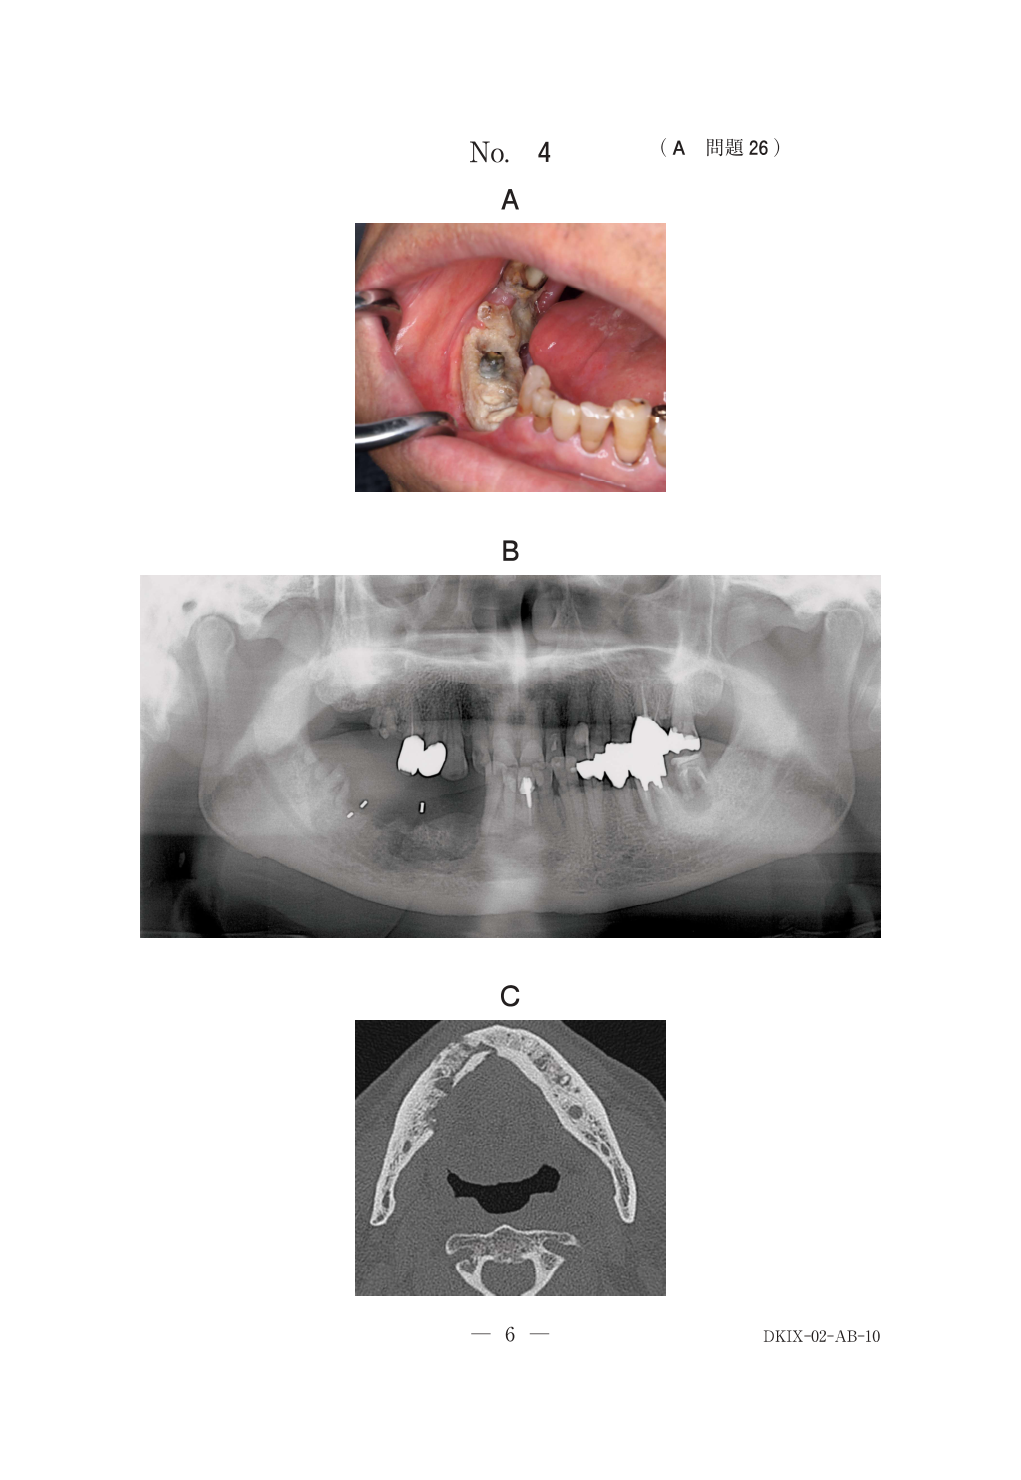 No. 4 （A 問題 26）
A
B
C
— 6 —
DKIX-02-AB-10